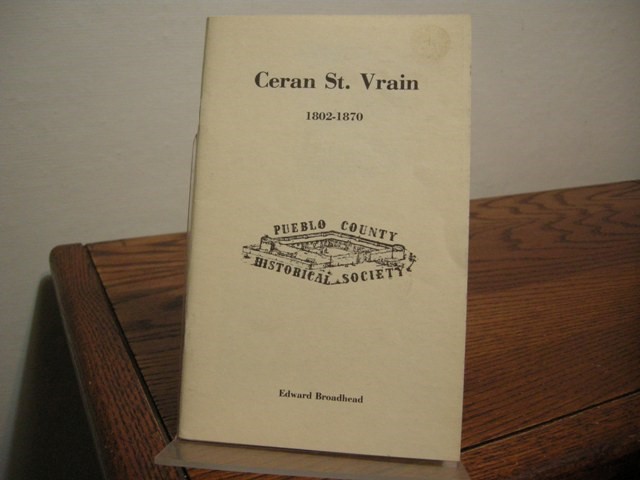 Ceran St. Vrain
1802-1870
PUEBLO COUNTY
HISTORICAL SOCIETY
Edward Broadhead